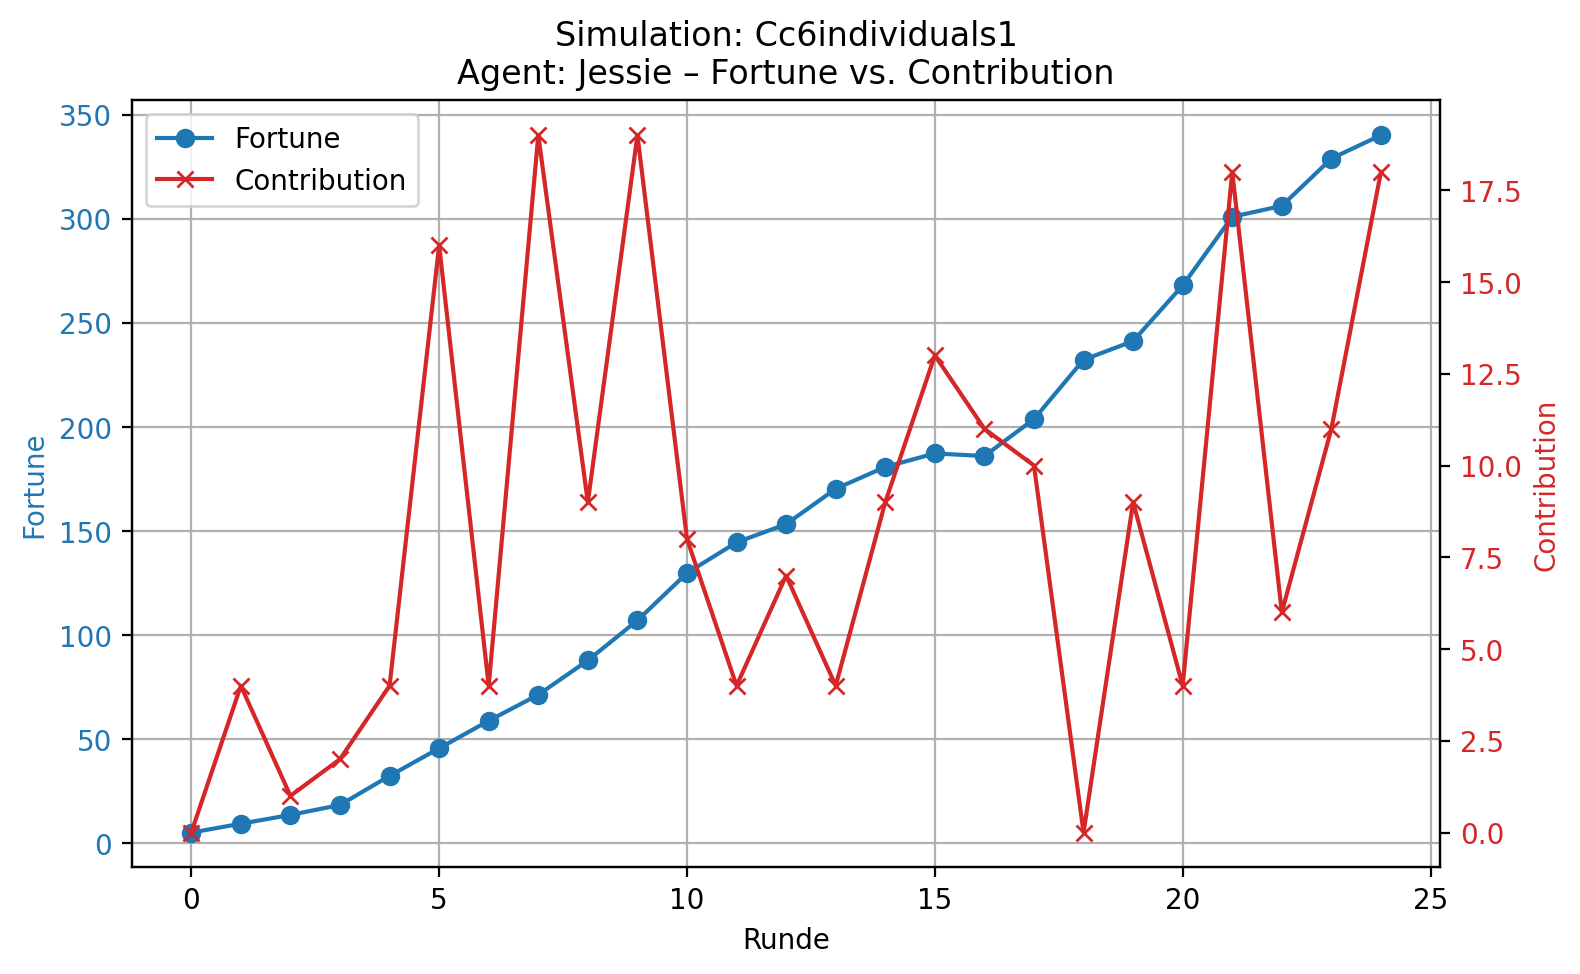 Simulation: Cc6individuals1
Agent: Jessie – Fortune vs. Contribution
Fortune
Contribution
350
300
250
200
150
100
50
0
Fortune
17.5
15.0
12.5
10.0
7.5
5.0
2.5
0.0
Contribution
0 5 10 15 20 25
Runde